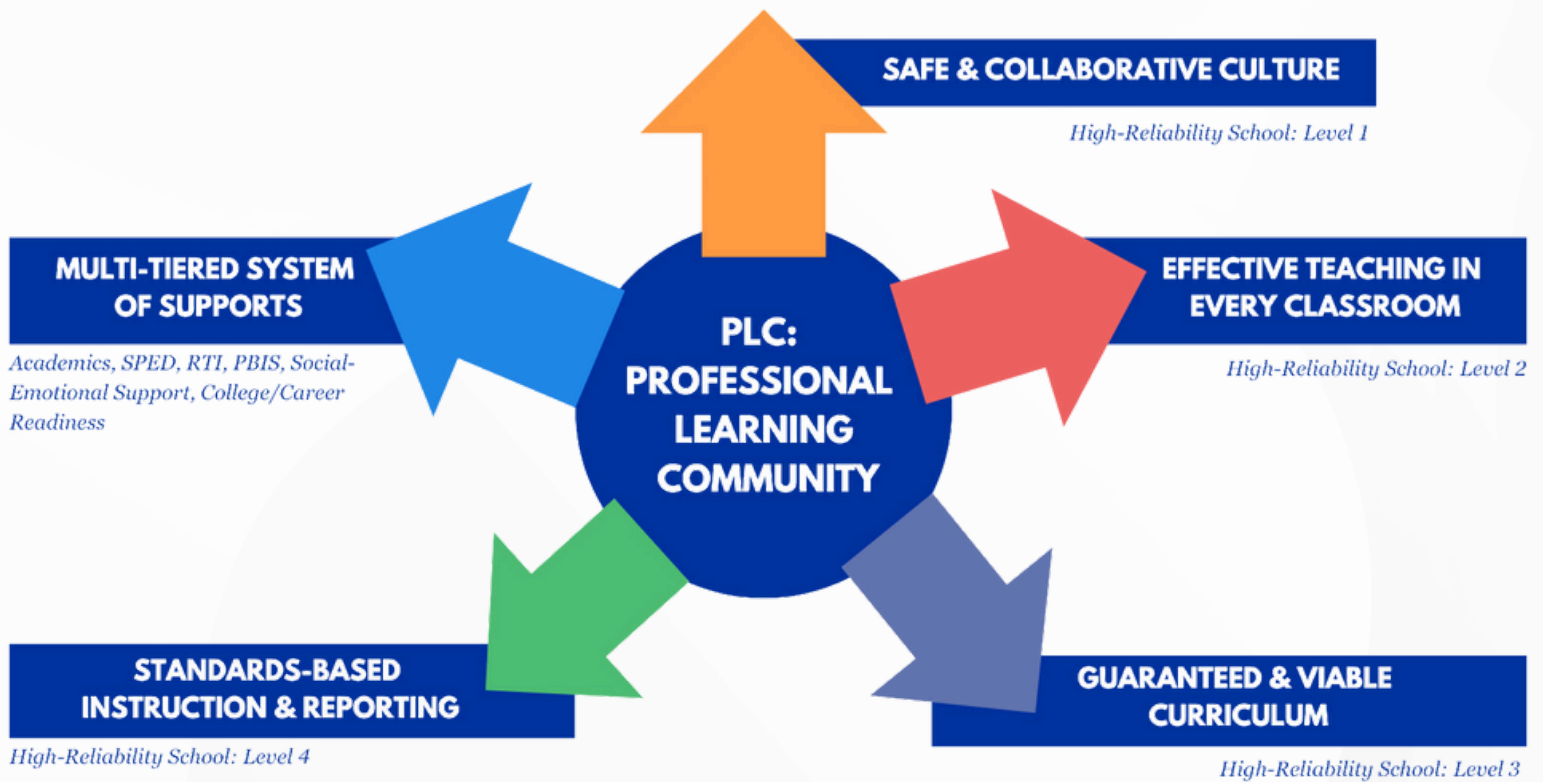 SAFE & COLLABORATIVE CULTURE
High-Reliability School: Level 1
MULTI-TIERED SYSTEM
OF SUPPORTS
Academics, SPED, RTI, PBIS, Social-
Emotional Support, College/Career
Readiness
EFFECTIVE TEACHING IN
EVERY CLASSROOM
High-Reliability School: Level 2
PLC:
PROFESSIONAL
LEARNING
COMMUNITY
STANDARDS-BASED
INSTRUCTION & REPORTING
High-Reliability School: Level 4
GUARANTEED & VIABLE
CURRICULUM
High-Reliability School: Level 3